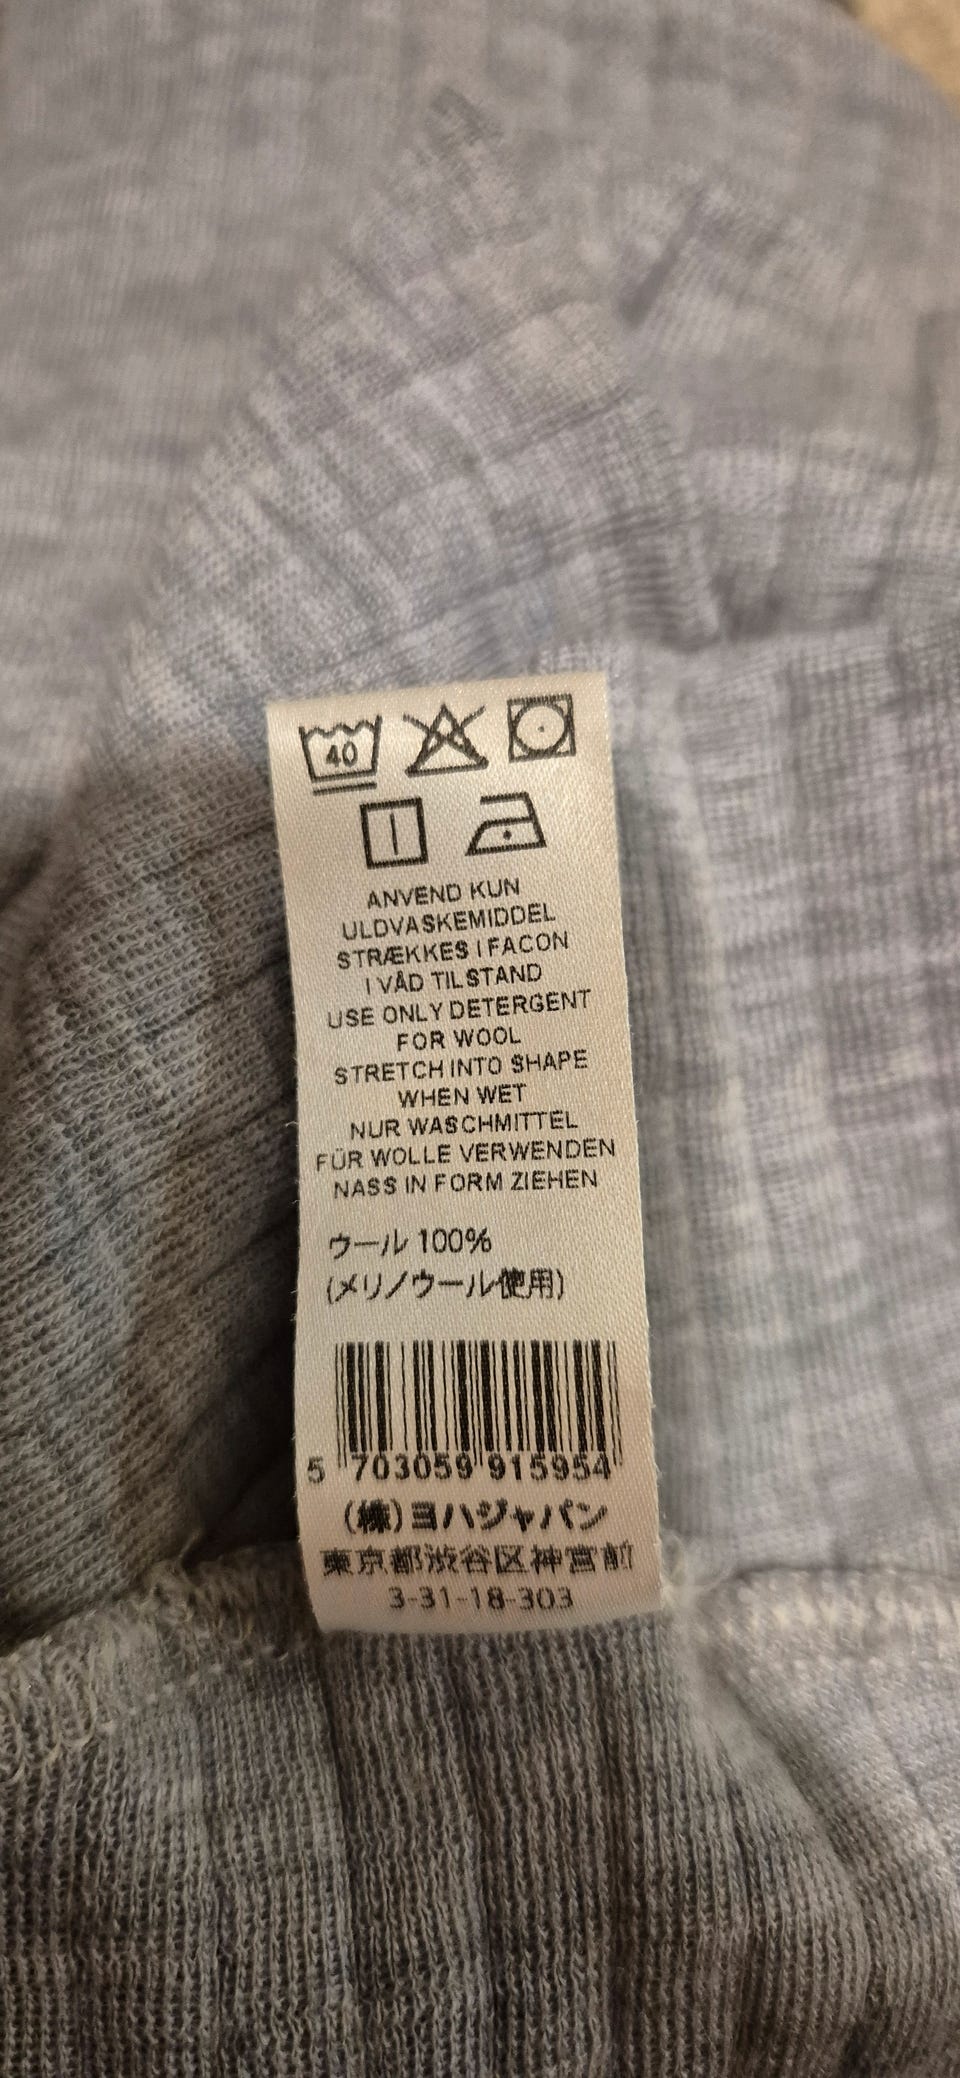 40
ANVEND KUN
ULDVASKEMIDDEL
STRÆKKES I FACON
I VÅD TILSTAND
USE ONLY DETERGENT
FOR WOOL
STRETCH INTO SHAPE
WHEN WET
NUR WASCHMITTEL
FÜR WOLLE VERWENDEN
NASS IN FORM ZIEHEN
ウール 100%
(メリノウール使用)
5 703059 915954
(株)ヨハジャパン
東京都渋谷区神宮前
3-31-18-303